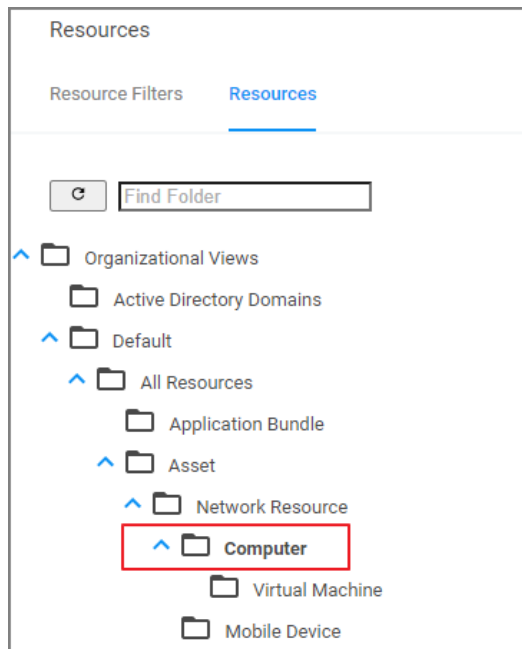 Resources
Resource Filters Resources
Find Folder
Organizational Views
Active Directory Domains
Default
All Resources
Application Bundle
Asset
Network Resource
Computer
Virtual Machine
Mobile Device